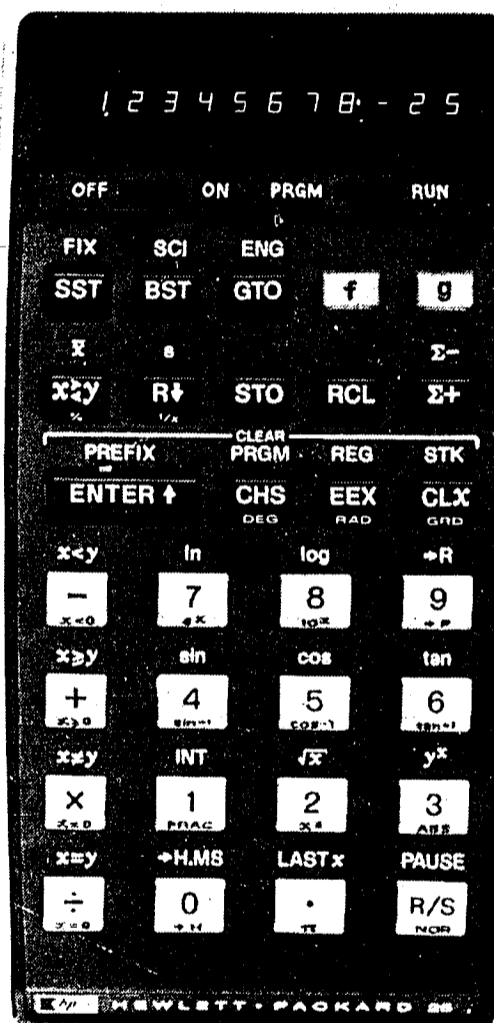 1.2345678 -25
OFF ON PRGM RUN
FIX SCI ENG
SST BST GTO f g
x̄ s Σ-
x≷y R↓ STO RCL Σ+
% 1/x
CLEAR
PREFIX PRGM REG STK
ENTER ↑ CHS EEX CLX
DEG RAD GRD
x<y ln log →R
- 7 8 9
x<0 eˣ 10ˣ →P
x≥y sin cos tan
+ 4 5 6
x≥0 sin⁻¹ cos⁻¹ tan⁻¹
x≠y INT √x yˣ
× 1 2 3
FRAC x² ABS
x=y →H.MS LAST x PAUSE
÷ 0 · R/S
x=0 →H π NOP
hp HEWLETT·PACKARD 25